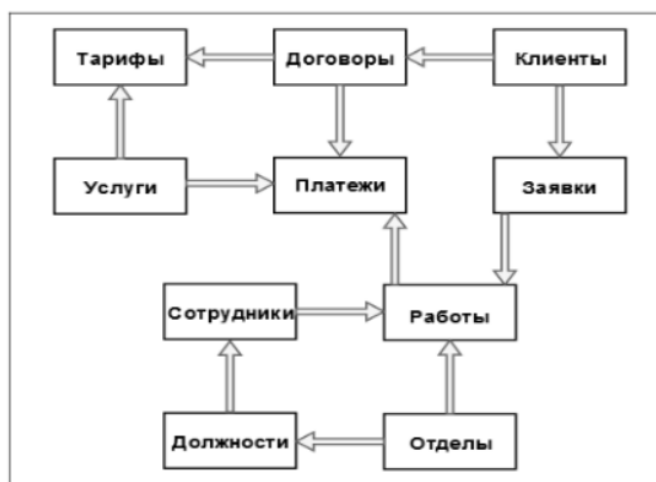 Тарифы
Договоры
Клиенты
Услуги
Платежи
Заявки
Сотрудники
Работы
Должности
Отделы